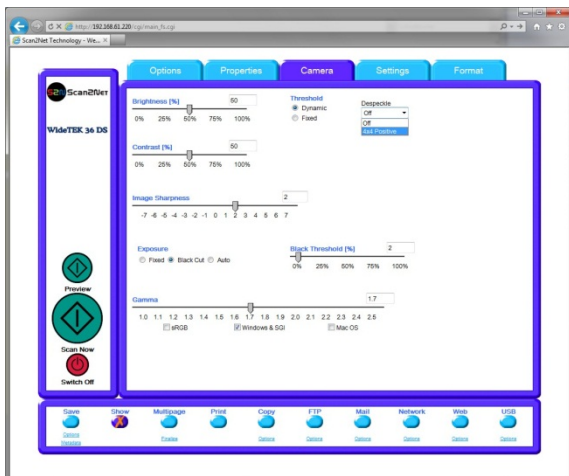 http://192.168.61.220/cgi/main_fs.cgi
Scan2Net Technology - We...
Options Properties Camera Settings Format
S2N Scan2Net
WideTEK 36 DS
Brightness [%] 50
0% 25% 50% 75% 100%
Threshold
Dynamic
Fixed
Despeckle
Off
Off
4x4 Positive
Contrast [%] 50
0% 25% 50% 75% 100%
Image Sharpness 2
-7 -6 -5 -4 -3 -2 -1 0 1 2 3 4 5 6 7
Exposure
Fixed Black Cut Auto
Black Threshold [%] 2
0% 25% 50% 75% 100%
Gamma 1.7
1.0 1.1 1.2 1.3 1.4 1.5 1.6 1.7 1.8 1.9 2.0 2.1 2.2 2.3 2.4 2.5
sRGB Windows & SGI Mac OS
Preview
Scan Now
Switch Off
Save Show Multipage Print Copy FTP Mail Network Web USB
Options Finalize Options Options Options Options Options Options
Metadata